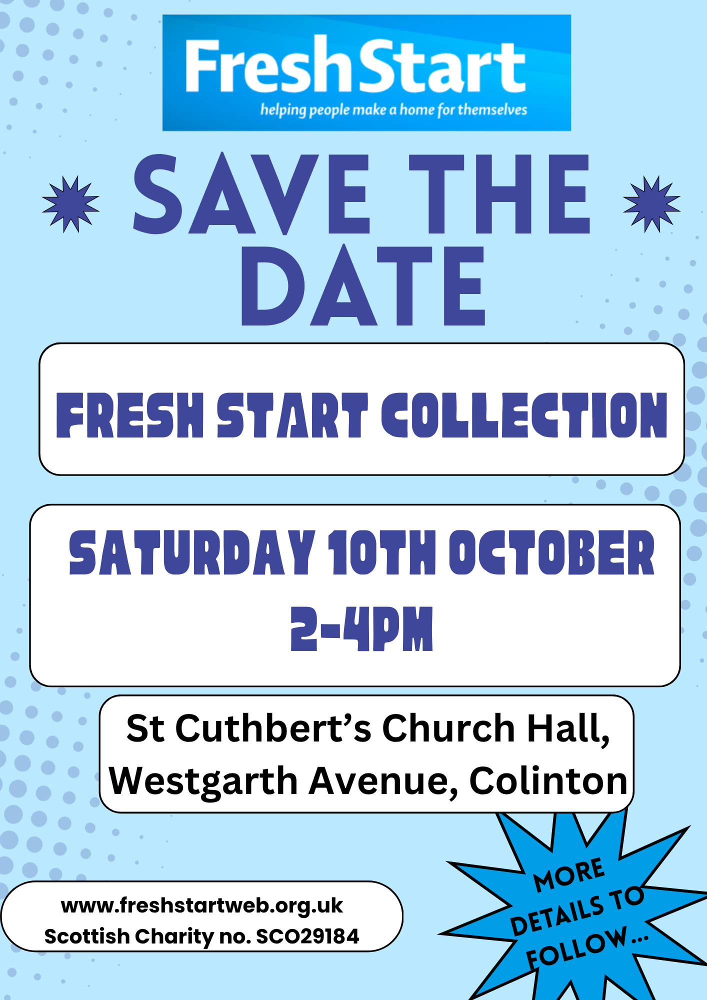 FreshStart
helping people make a home for themselves
SAVE THE
DATE
FRESH START COLLECTION
SATURDAY 10TH OCTOBER
2-4PM
St Cuthbert’s Church Hall,
Westgarth Avenue, Colinton
MORE
DETAILS TO
FOLLOW...
www.freshstartweb.org.uk
Scottish Charity no. SCO29184